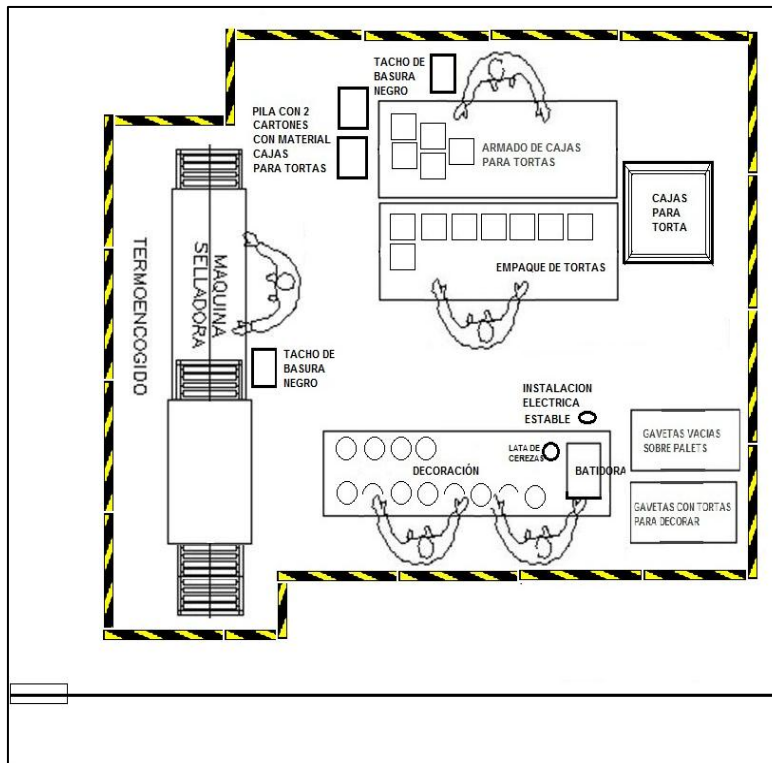 TACHO DE
BASURA
NEGRO
PILA CON 2
CARTONES
CON MATERIAL
CAJAS
PARA TORTAS
ARMADO DE CAJAS
PARA TORTAS
CAJAS
PARA
TORTA
EMPAQUE DE TORTAS
MAQUINA
SELLADORA
TERMOENCOGIDO
TACHO DE
BASURA
NEGRO
INSTALACION
ELECTRICA
ESTABLE
LATA DE
CEREZAS
DECORACIÓN
BATIDORA
GAVETAS VACIAS
SOBRE PALETS
GAVETAS CON TORTAS
PARA DECORAR